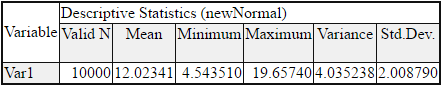 Variable
Descriptive Statistics (newNormal)
Valid N Mean Minimum Maximum Variance Std.Dev.
Var1 10000 12.02341 4.543510 19.65740 4.035238 2.008790